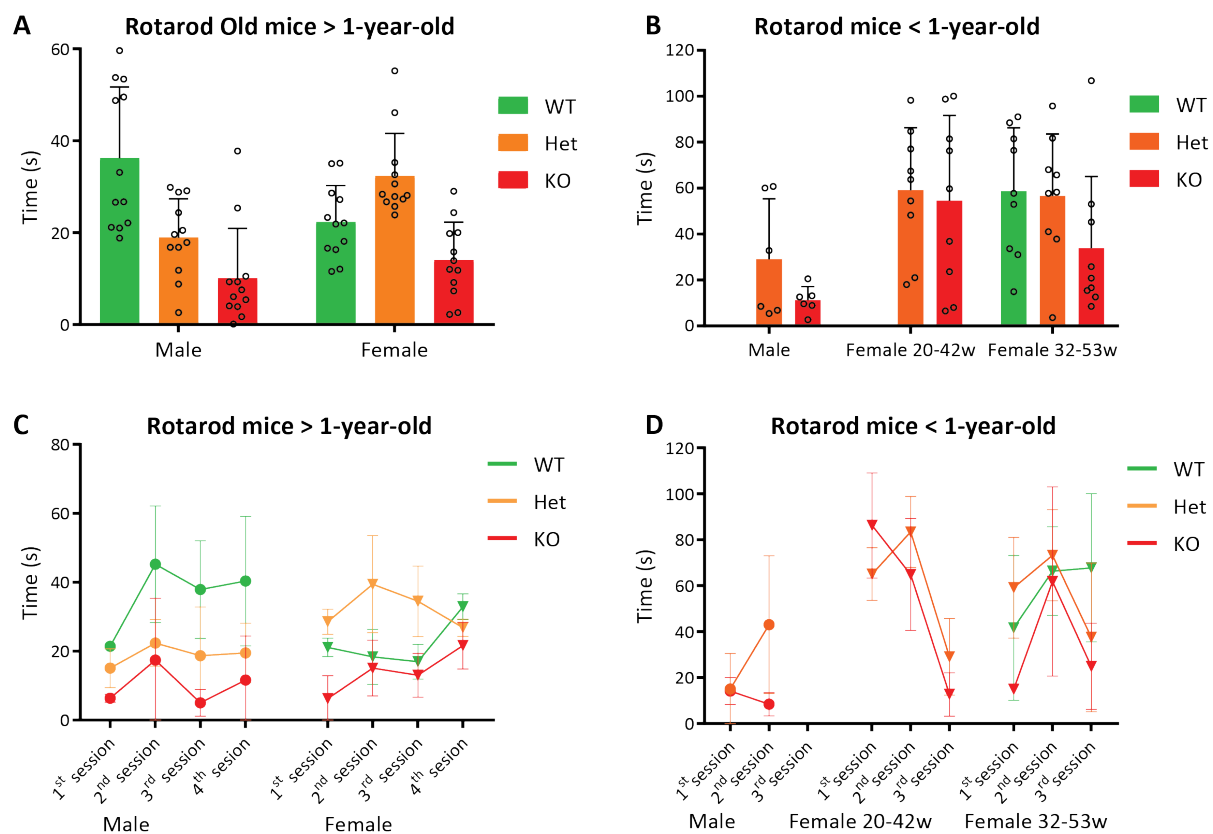 A
Rotarod Old mice > 1-year-old
Time (s)
60
40
20
0
Male
Female
WT
Het
KO
B
Rotarod mice < 1-year-old
Time (s)
120
100
80
60
40
20
0
Male
Female 20-42w
Female 32-53w
WT
Het
KO
C
Rotarod mice > 1-year-old
Time (s)
80
60
40
20
0
1st session
2nd session
3rd session
4th sesion
1st session
2nd session
3rd session
4th session
Male
Female
WT
Het
KO
D
Rotarod mice < 1-year-old
Time (s)
120
100
80
60
40
20
0
1st session
2nd session
3rd session
1st session
2nd session
3rd session
1st session
2nd session
3rd session
Male
Female 20-42w
Female 32-53w
WT
Het
KO